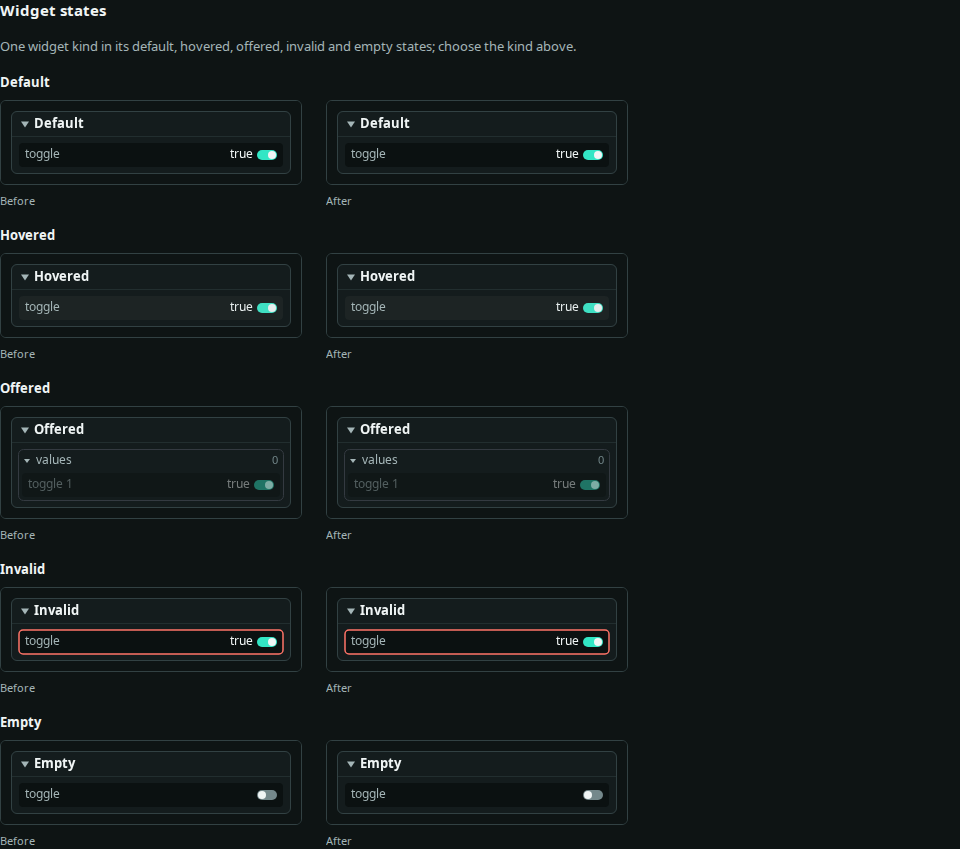 Widget states
One widget kind in its default, hovered, offered, invalid and empty states; choose the kind above.
Default
Default
toggle true
Default
toggle true
Before
After
Hovered
Hovered
toggle true
Hovered
toggle true
Before
After
Offered
Offered
values 0
toggle 1 true
Offered
values 0
toggle 1 true
Before
After
Invalid
Invalid
toggle true
Invalid
toggle true
Before
After
Empty
Empty
toggle
Empty
toggle
Before
After